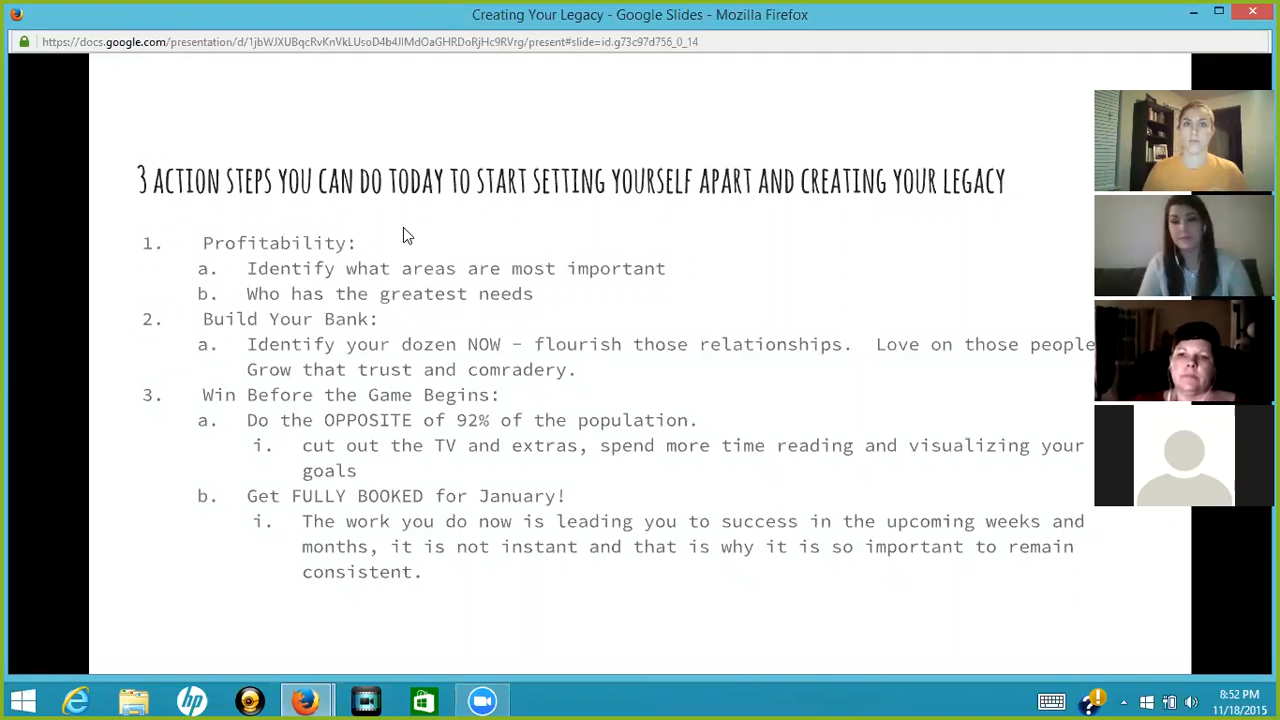 Creating Your Legacy - Google Slides - Mozilla Firefox
https://docs.google.com/presentation/d/1jbWJXUBqcRvKnVkLUsoD4b4JlMdOaGHRDoRjHc9RVrg/present#slide=id.g73c97d756_0_14
3 ACTION STEPS YOU CAN DO TODAY TO START SETTING YOURSELF APART AND CREATING YOUR LEGACY
1. Profitability:
a. Identify what areas are most important
b. Who has the greatest needs
2. Build Your Bank:
a. Identify your dozen NOW – flourish those relationships. Love on those people
Grow that trust and comradery.
3. Win Before the Game Begins:
a. Do the OPPOSITE of 92% of the population.
i. cut out the TV and extras, spend more time reading and visualizing your
goals
b. Get FULLY BOOKED for January!
i. The work you do now is leading you to success in the upcoming weeks and
months, it is not instant and that is why it is so important to remain
consistent.
hp
8:52 PM
11/18/2015